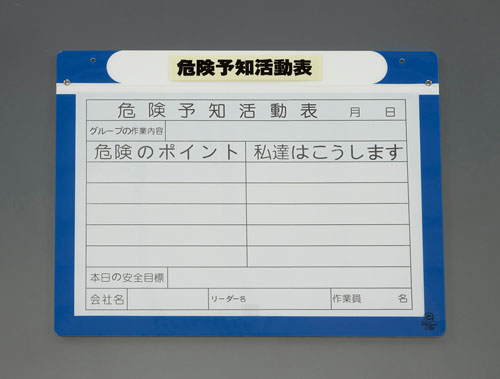 危険予知活動表
危険予知活動表 月 日
グループの作業内容
危険のポイント 私達はこうします
本日の安全目標
会社名 リーダー名 作業員 名